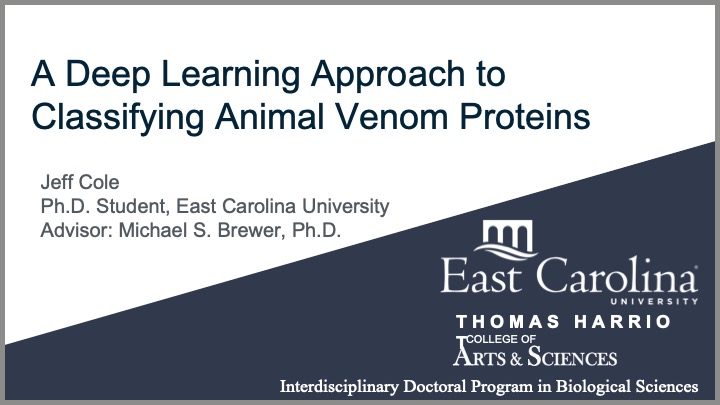 A Deep Learning Approach to
Classifying Animal Venom Proteins
Jeff Cole
Ph.D. Student, East Carolina University
Advisor: Michael S. Brewer, Ph.D.
East Carolina®
UNIVERSITY
THOMAS HARRIO
T
COLLEGE OF
ARTS & SCIENCES
Interdisciplinary Doctoral Program in Biological Sciences